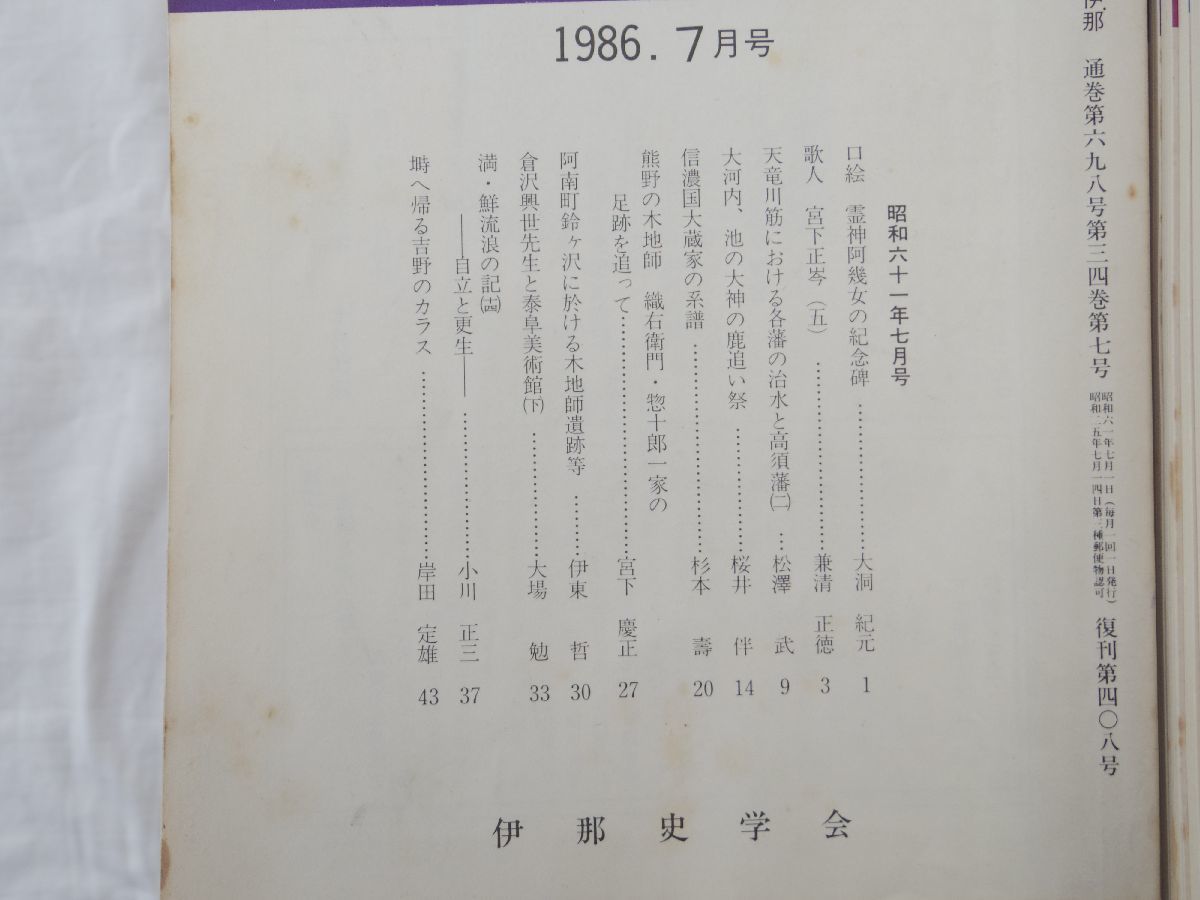 1986. 7月号
伊那 通巻第六九八号第三四巻第七号
昭和六一年七月一日(毎月一回一日発行)
昭和二五年七月一四日第三種郵便物認可
復刊第四〇八号
昭和六十一年七月号
口絵 霊神阿幾女の紀念碑 ……………… 大洞 紀元 1
歌人 宮下正岑(五) ……………… 兼清 正徳 3
天竜川筋における各藩の治水と高須藩㈡ … 松澤 武 9
大河内、池の大神の鹿追い祭 ……………… 桜井 伴 14
信濃国大蔵家の系譜 ……………… 杉本 壽 20
熊野の木地師 織右衛門・惣十郎一家の
足跡を追って ……………… 宮下 慶正 27
阿南町鈴ヶ沢に於ける木地師遺跡等 ……… 伊東 哲 30
倉沢興世先生と泰阜美術館㈦ ……………… 大場 勉 33
満・鮮流浪の記
――自立と更生―― ……………… 小川 正三 37
塒へ帰る吉野のカラス ……………… 岸田 定雄 43
伊那史学会